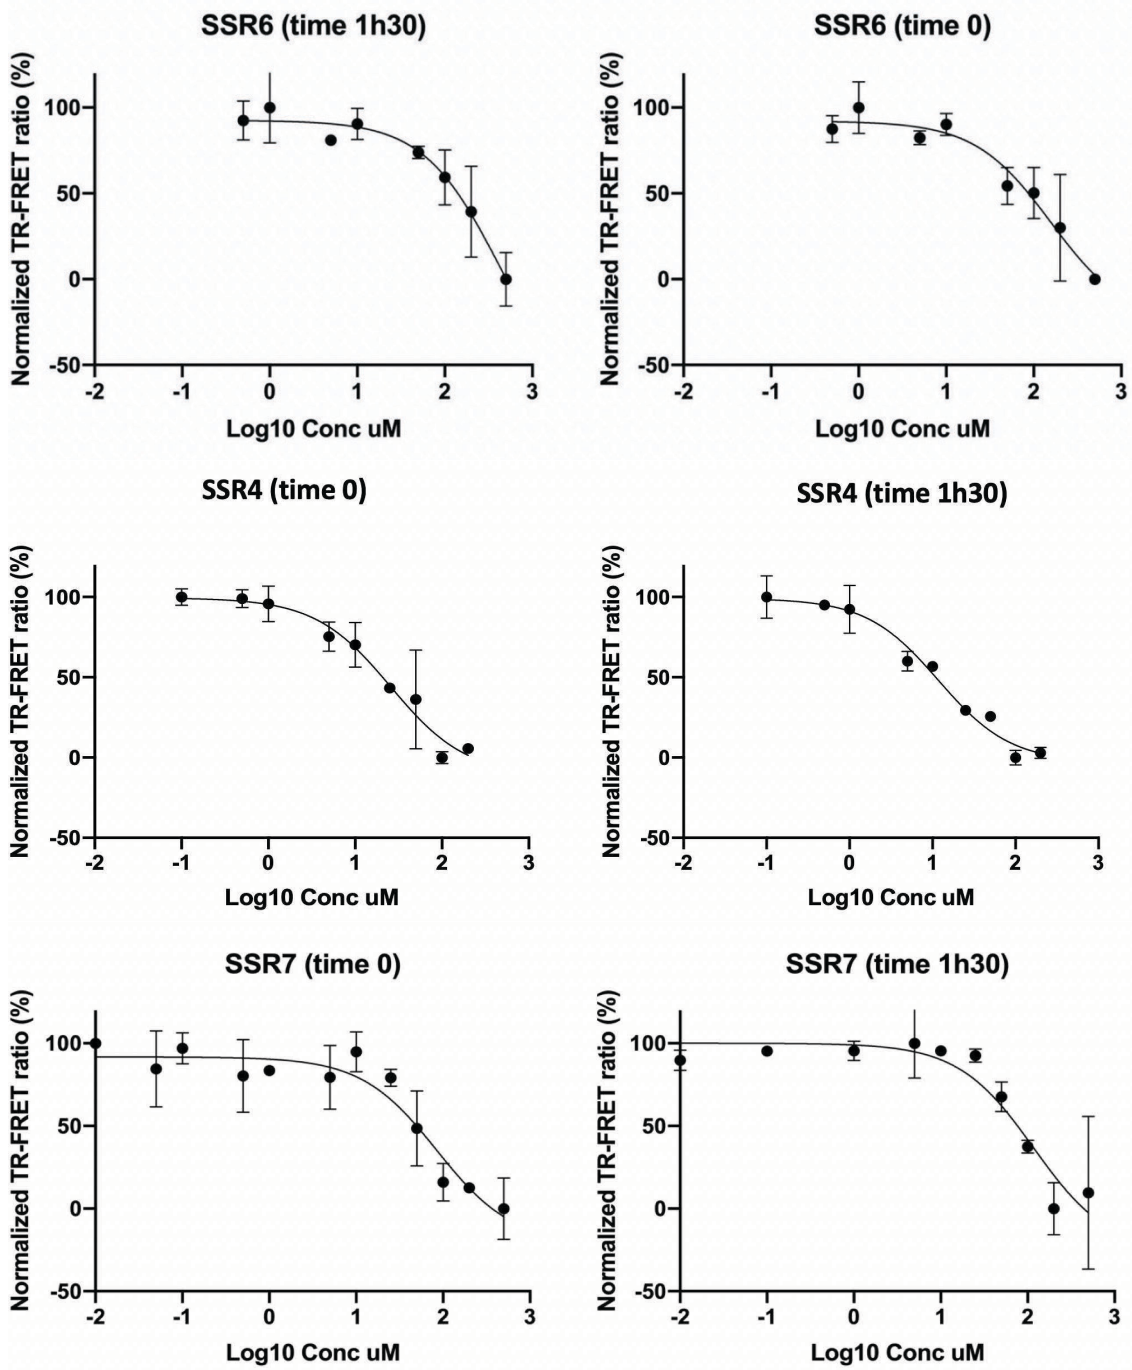 SSR6 (time 1h30)
Normalized TR-FRET ratio (%)
100
50
0
-50
-2 -1 0 1 2 3
Log10 Conc uM
SSR6 (time 0)
Normalized TR-FRET ratio (%)
100
50
0
-50
-2 -1 0 1 2 3
Log10 Conc uM
SSR4 (time 0)
Normalized TR-FRET ratio (%)
100
50
0
-50
-2 -1 0 1 2 3
Log10 Conc uM
SSR4 (time 1h30)
Normalized TR-FRET ratio (%)
100
50
0
-50
-2 -1 0 1 2 3
Log10 Conc uM
SSR7 (time 0)
Normalized TR-FRET ratio (%)
100
50
0
-50
-2 -1 0 1 2 3
Log10 Conc uM
SSR7 (time 1h30)
Normalized TR-FRET ratio (%)
100
50
0
-50
-2 -1 0 1 2 3
Log10 Conc uM